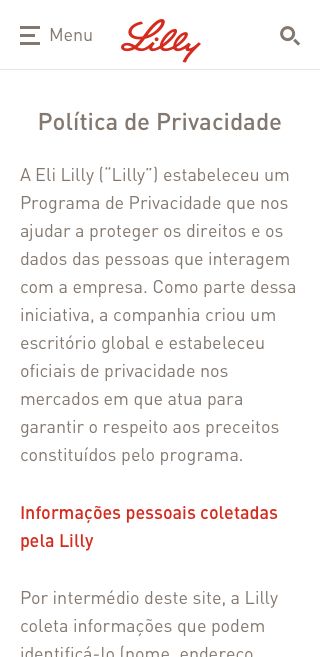 Menu
Lilly
Política de Privacidade
A Eli Lilly (“Lilly”) estabeleceu um
Programa de Privacidade que nos
ajudar a proteger os direitos e os
dados das pessoas que interagem
com a empresa. Como parte dessa
iniciativa, a companhia criou um
escritório global e estabeleceu
oficiais de privacidade nos
mercados em que atua para
garantir o respeito aos preceitos
constituídos pelo programa.
Informações pessoais coletadas
pela Lilly
Por intermédio deste site, a Lilly
coleta informações que podem
identificá-lo (nome, endereço